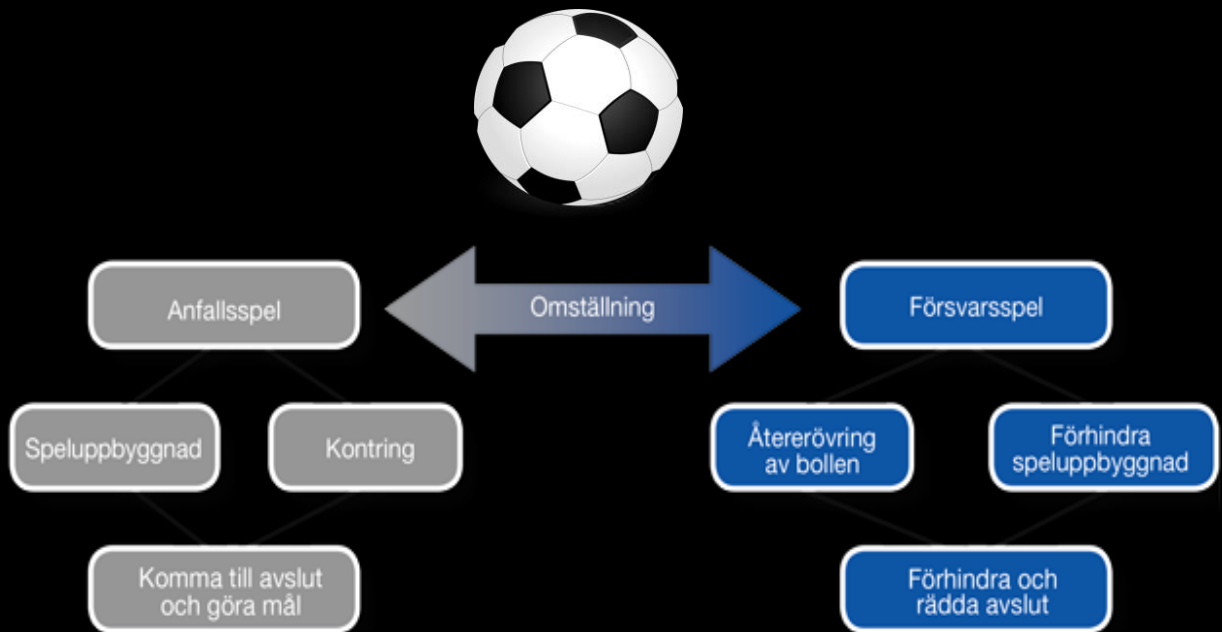 Anfallsspel
Omställning
Försvarsspel
Speluppbyggnad
Kontring
Återerövring
av bollen
Förhindra
speluppbyggnad
Komma till avslut
och göra mål
Förhindra och
rädda avslut